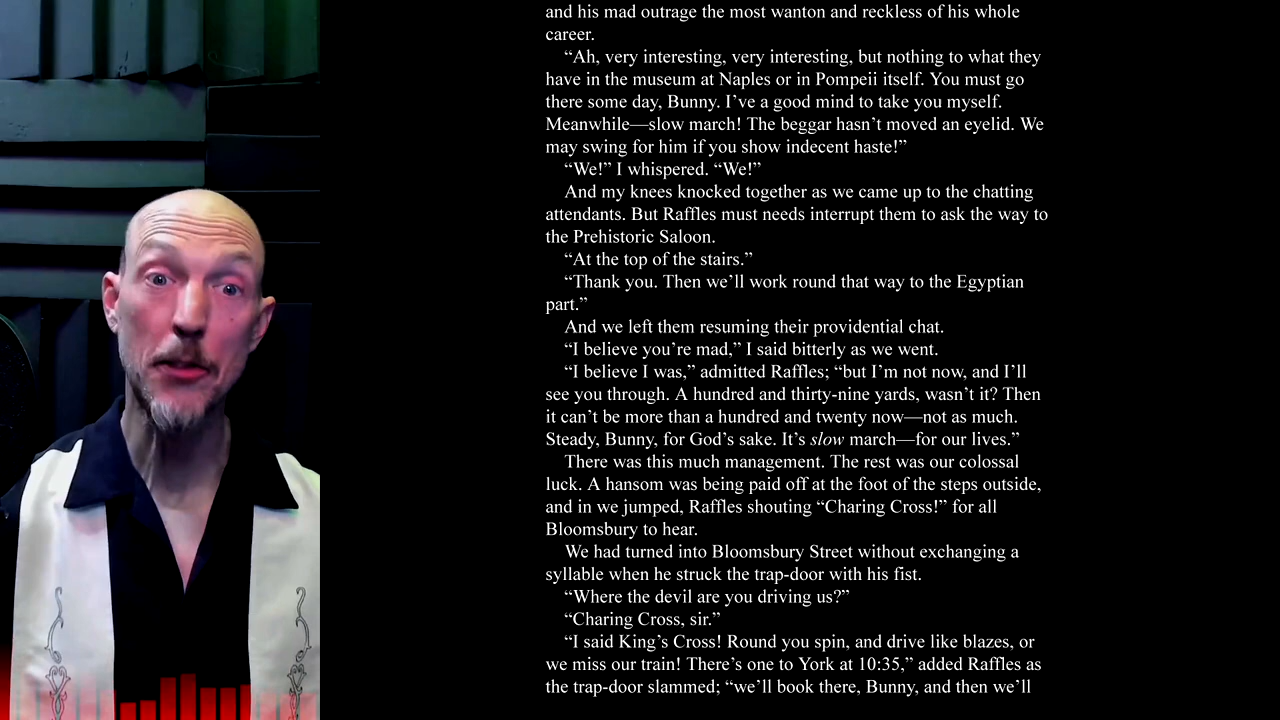 and his mad outrage the most wanton and reckless of his whole
career.
“Ah, very interesting, very interesting, but nothing to what they
have in the museum at Naples or in Pompeii itself. You must go
there some day, Bunny. I’ve a good mind to take you myself.
Meanwhile—slow march! The beggar hasn’t moved an eyelid. We
may swing for him if you show indecent haste!”
“We!” I whispered. “We!”
And my knees knocked together as we came up to the chatting
attendants. But Raffles must needs interrupt them to ask the way to
the Prehistoric Saloon.
“At the top of the stairs.”
“Thank you. Then we’ll work round that way to the Egyptian
part.”
And we left them resuming their providential chat.
“I believe you’re mad,” I said bitterly as we went.
“I believe I was,” admitted Raffles; “but I’m not now, and I’ll
see you through. A hundred and thirty-nine yards, wasn’t it? Then
it can’t be more than a hundred and twenty now—not as much.
Steady, Bunny, for God’s sake. It’s slow march—for our lives.”
There was this much management. The rest was our colossal
luck. A hansom was being paid off at the foot of the steps outside,
and in we jumped, Raffles shouting “Charing Cross!” for all
Bloomsbury to hear.
We had turned into Bloomsbury Street without exchanging a
syllable when he struck the trap-door with his fist.
“Where the devil are you driving us?”
“Charing Cross, sir.”
“I said King’s Cross! Round you spin, and drive like blazes, or
we miss our train! There’s one to York at 10:35,” added Raffles as
the trap-door slammed; “we’ll book there, Bunny, and then we’ll